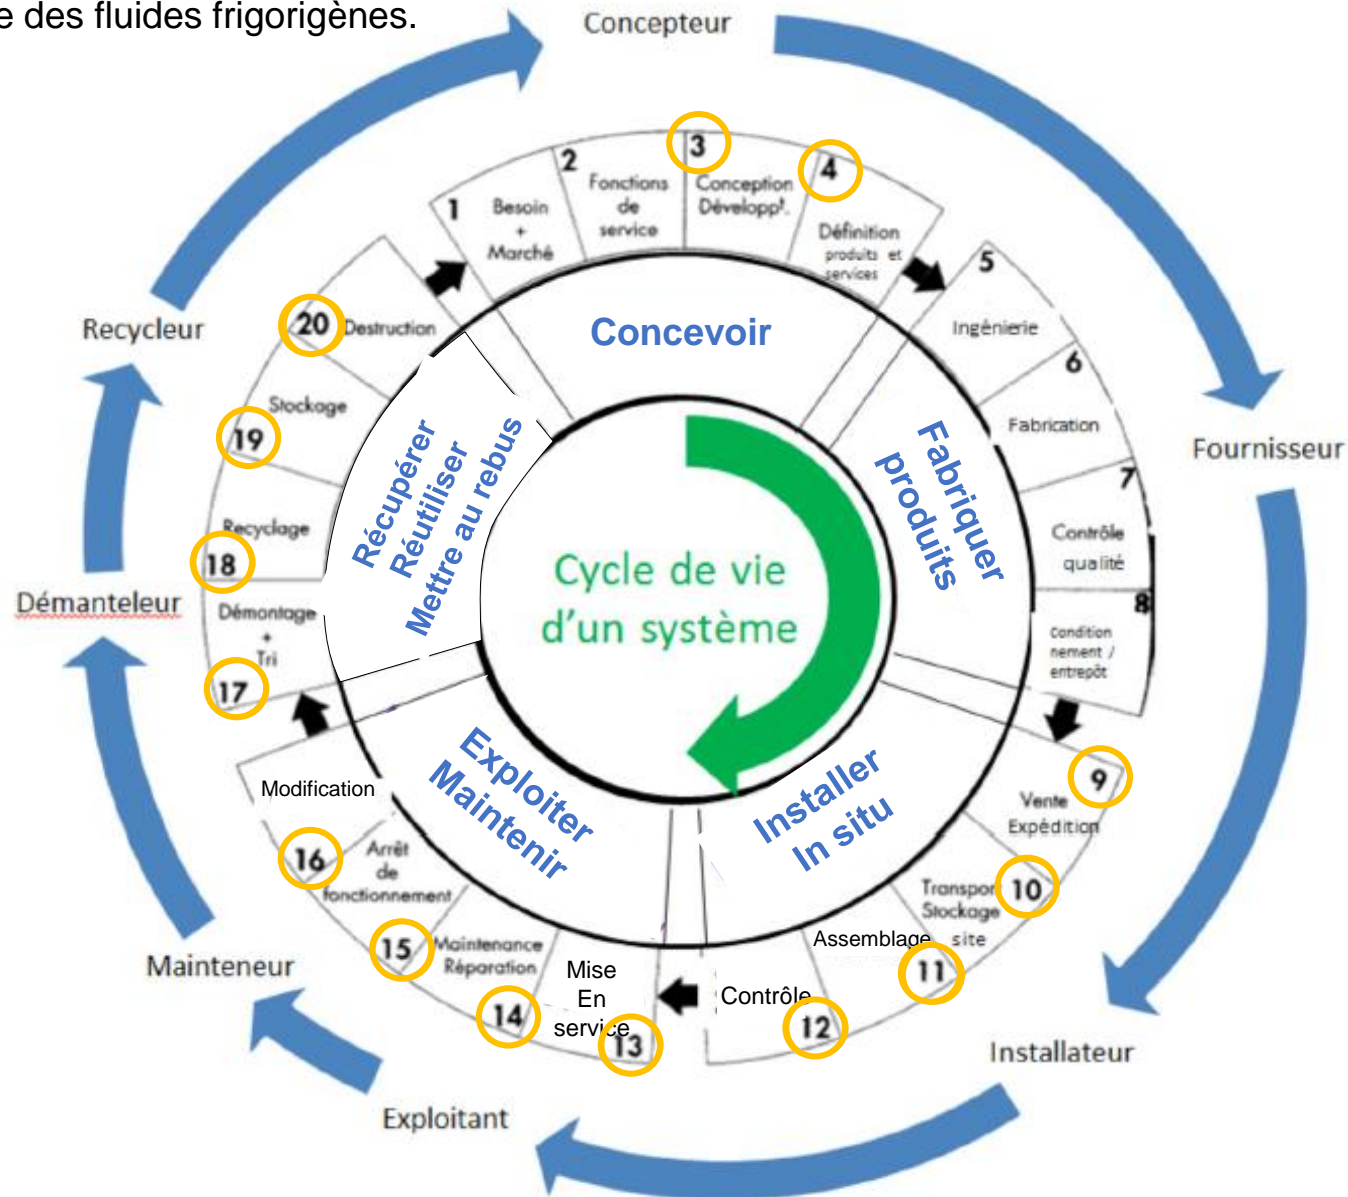 e des fluides frigorigènes.
Concepteur
Fournisseur
Installateur
Exploitant
Mainteneur
Démanteleur
Recycleur
1
Besoin
+
Marché
2
Fonctions
de
service
3
Conception
Développt.
4
Définition
produits et
services
5
Ingénierie
6
Fabrication
7
Contrôle
qualité
8
Condition
nement /
entrepôt
9
Vente
Expédition
10
Transport
Stockage
site
11
Assemblage
12
Contrôle
13
Mise
En
service
14
Maintenance
Réparation
15
Arrêt
de
fonctionnement
16
Modification
17
Démontage
+
Tri
18
Recyclage
19
Stockage
20
Destruction
Concevoir
Fabriquer
produits
Installer
In situ
Exploiter
Maintenir
Récupérer
Réutiliser
Mettre au rebus
Cycle de vie
d'un système